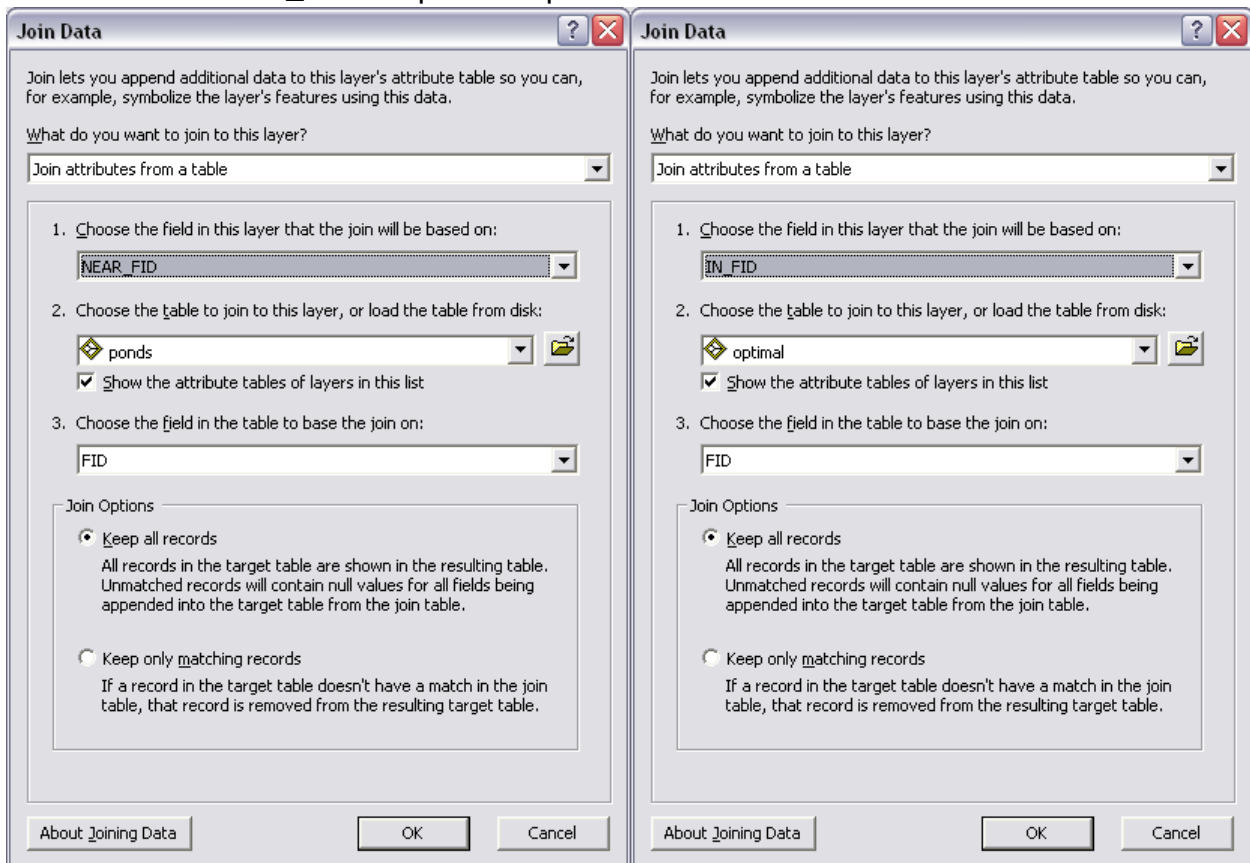 Join Data
Join lets you append additional data to this layer's attribute table so you can,
for example, symbolize the layer's features using this data.
What do you want to join to this layer?
Join attributes from a table
1. Choose the field in this layer that the join will be based on:
NEAR_FID
2. Choose the table to join to this layer, or load the table from disk:
ponds
Show the attribute tables of layers in this list
3. Choose the field in the table to base the join on:
FID
Join Options
Keep all records
All records in the target table are shown in the resulting table.
Unmatched records will contain null values for all fields being
appended into the target table from the join table.
Keep only matching records
If a record in the target table doesn't have a match in the join
table, that record is removed from the resulting target table.
About Joining Data
OK
Cancel
Join Data
Join lets you append additional data to this layer's attribute table so you can,
for example, symbolize the layer's features using this data.
What do you want to join to this layer?
Join attributes from a table
1. Choose the field in this layer that the join will be based on:
IN_FID
2. Choose the table to join to this layer, or load the table from disk:
optimal
Show the attribute tables of layers in this list
3. Choose the field in the table to base the join on:
FID
Join Options
Keep all records
All records in the target table are shown in the resulting table.
Unmatched records will contain null values for all fields being
appended into the target table from the join table.
Keep only matching records
If a record in the target table doesn't have a match in the join
table, that record is removed from the resulting target table.
About Joining Data
OK
Cancel